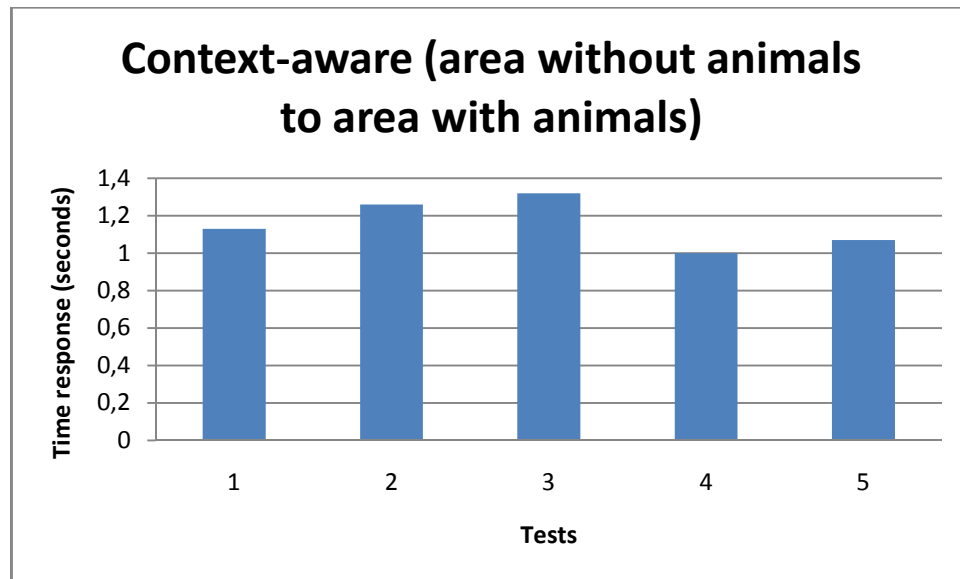 Context-aware (area without animals
to area with animals)
Time response (seconds)
1,4
1,2
1
0,8
0,6
0,4
0,2
0
1 2 3 4 5
Tests